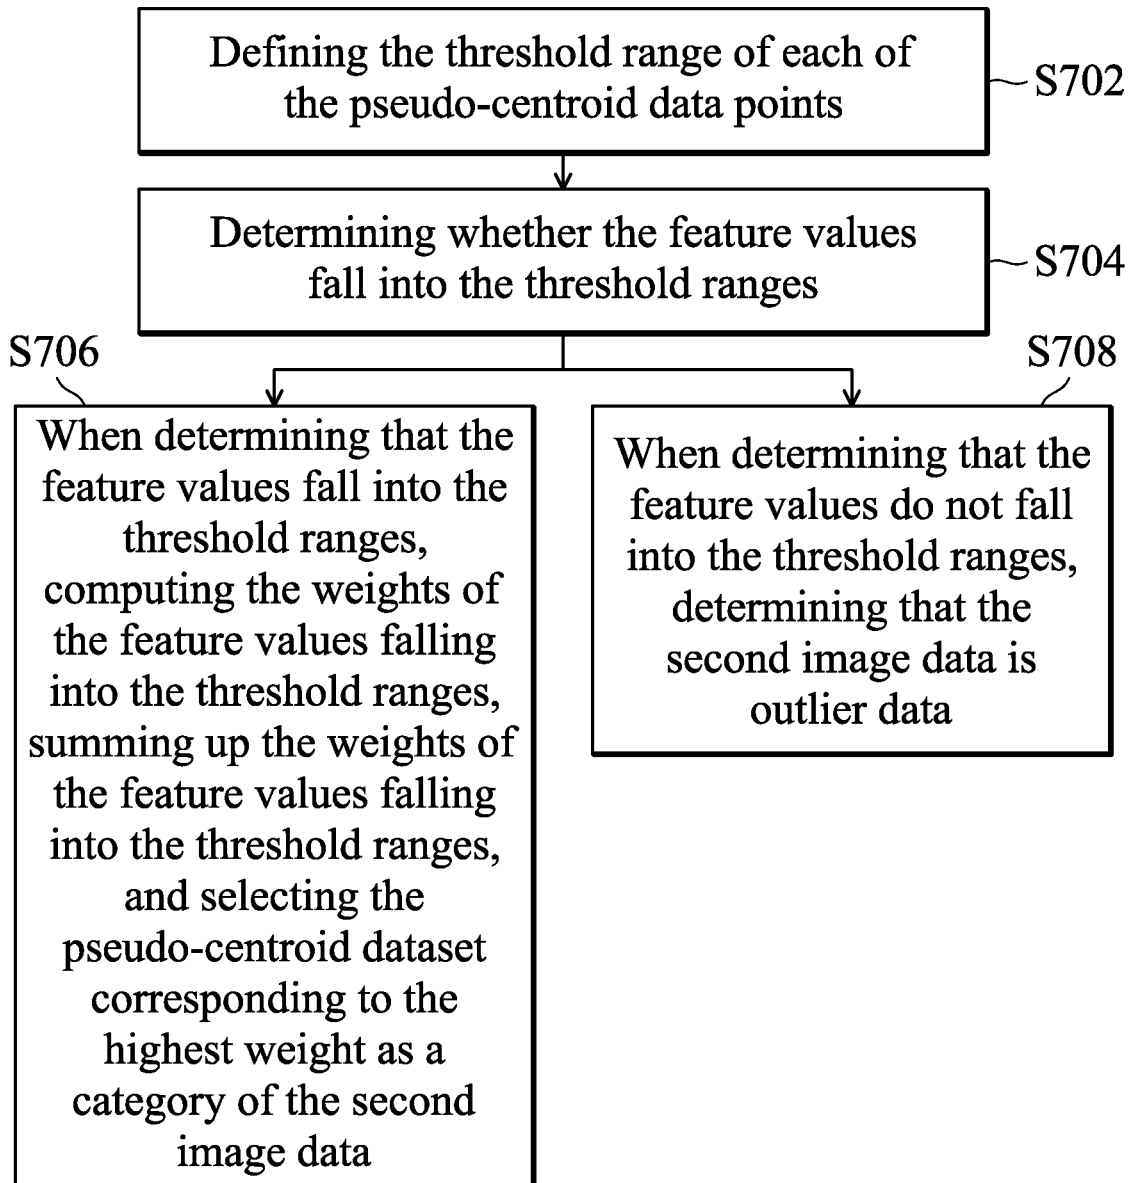 Defining the threshold range of each of
the pseudo-centroid data points
S702
Determining whether the feature values
fall into the threshold ranges
S704
S706
When determining that the
feature values fall into the
threshold ranges,
computing the weights of
the feature values falling
into the threshold ranges,
summing up the weights of
the feature values falling
into the threshold ranges,
and selecting the
pseudo-centroid dataset
corresponding to the
highest weight as a
category of the second
image data
S708
When determining that the
feature values do not fall
into the threshold ranges,
determining that the
second image data is
outlier data